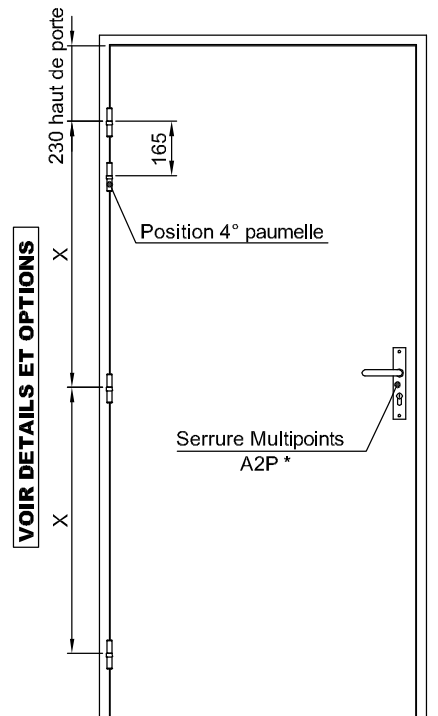 230 haut de porte
165
Position 4° paumelle
X
VOIR DETAILS ET OPTIONS
Serrure Multipoints
A2P *
X